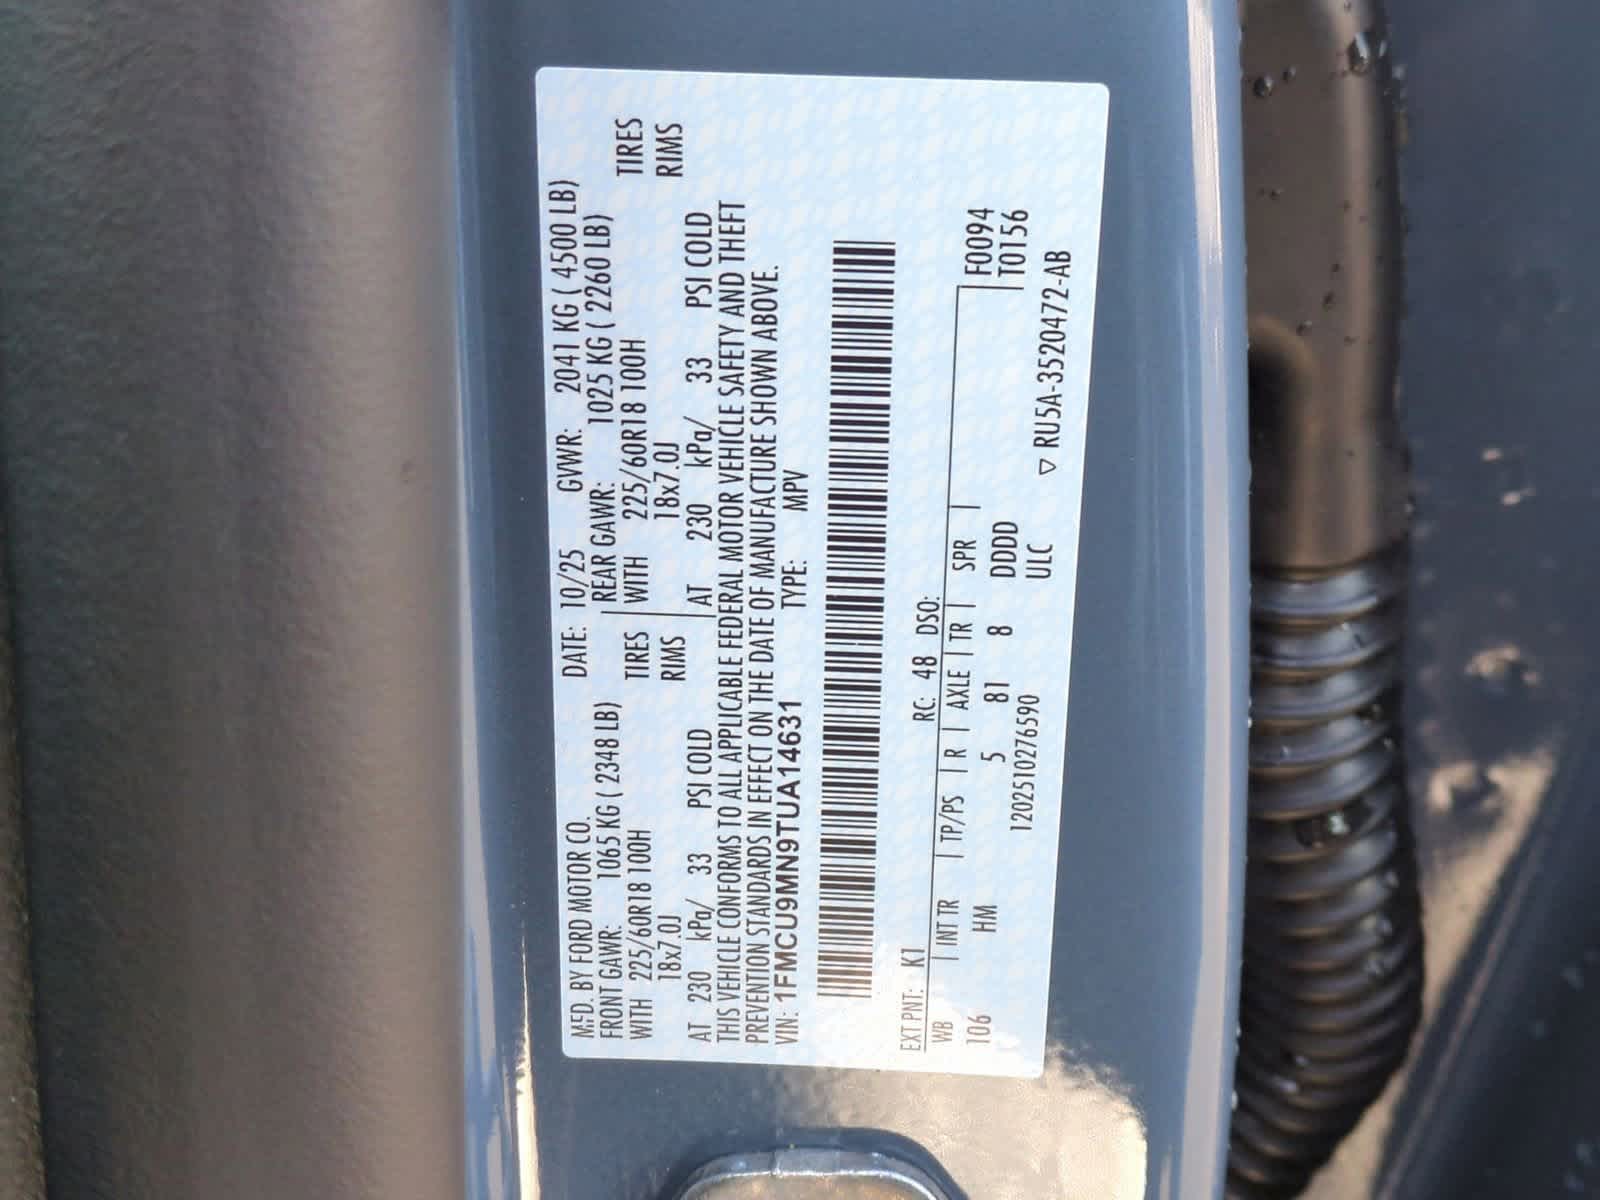 MFD. BY FORD MOTOR CO. DATE: 10/25 GVWR: 2041 KG ( 4500 LB)
FRONT GAWR: 1065 KG ( 2348 LB) REAR GAWR: 1025 KG ( 2260 LB)
WITH 225/60R18 100H TIRES WITH 225/60R18 100H TIRES
18x7.0J RIMS 18x7.0J RIMS
AT 230 kPa/ 33 PSI COLD AT 230 kPa/ 33 PSI COLD
THIS VEHICLE CONFORMS TO ALL APPLICABLE FEDERAL MOTOR VEHICLE SAFETY AND THEFT
PREVENTION STANDARDS IN EFFECT ON THE DATE OF MANUFACTURE SHOWN ABOVE.
VIN: 1FMCU9MN9TUA14631 TYPE: MPV
EXT PNT: K1 RC: 48 DSO:
WB INT TR TP/PS R AXLE TR SPR F0094
106 HM 5 81 8 DDDD T0156
1202510276590 ULC ▽ RU5A-3520472-AB